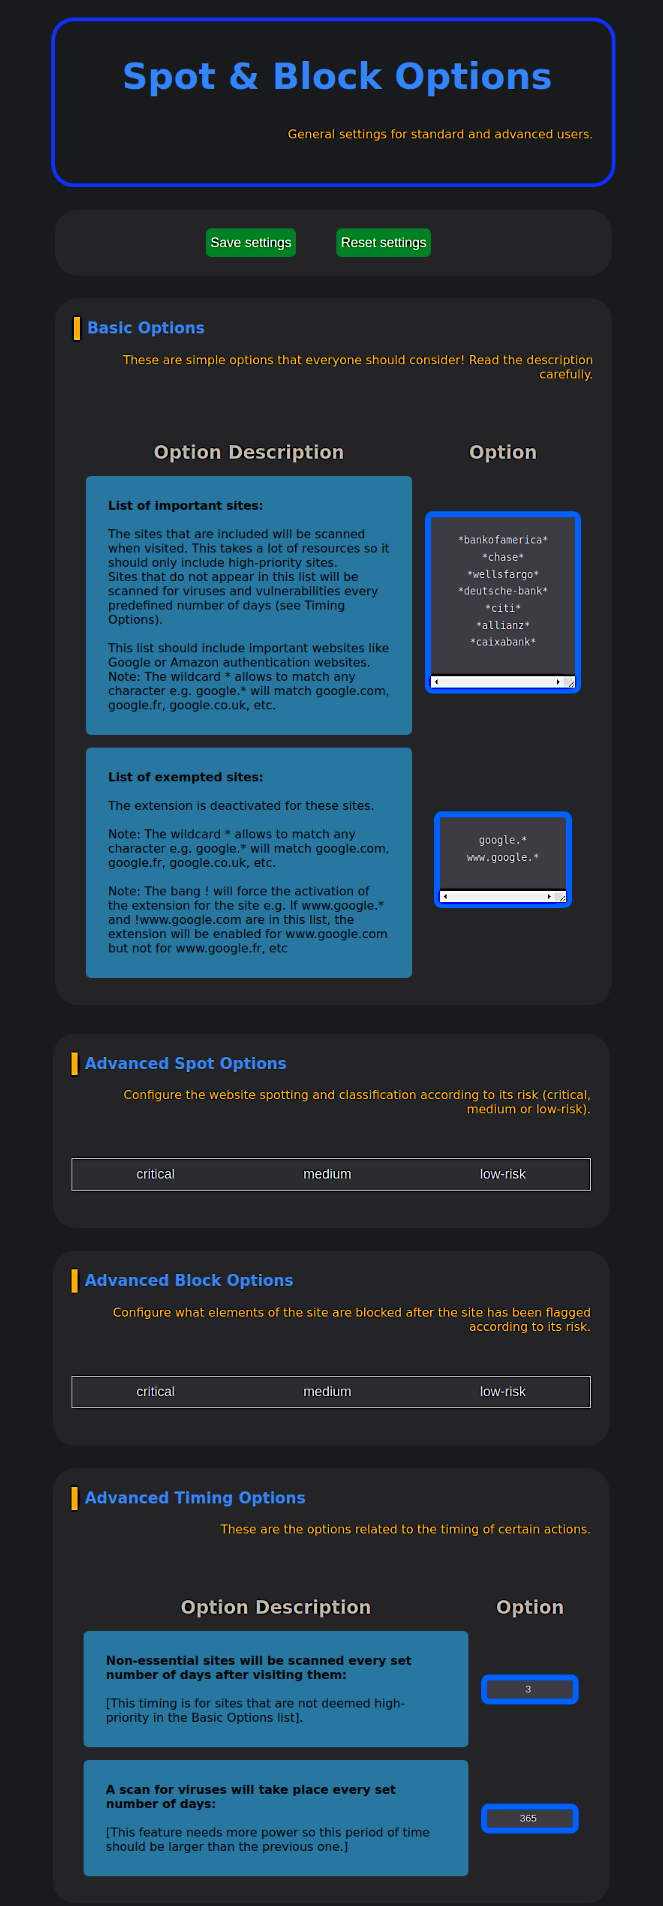 Spot & Block Options
General settings for standard and advanced users.
Save settings Reset settings
Basic Options
These are simple options that everyone should consider! Read the description
carefully.
Option Description Option
List of important sites:
The sites that are included will be scanned
when visited. This takes a lot of resources so it
should only include high-priority sites.
Sites that do not appear in this list will be
scanned for viruses and vulnerabilities every
predefined number of days (see Timing
Options).
This list should include important websites like
Google or Amazon authentication websites.
Note: The wildcard * allows to match any
character e.g. google.* will match google.com,
google.fr, google.co.uk, etc.
*bankofamerica*
*chase*
*wellsfargo*
*deutsche-bank*
*citi*
*allianz*
*caixabank*
List of exempted sites:
The extension is deactivated for these sites.
Note: The wildcard * allows to match any
character e.g. google.* will match google.com,
google.fr, google.co.uk, etc.
Note: The bang ! will force the activation of
the extension for the site e.g. If www.google.*
and !www.google.com are in this list, the
extension will be enabled for www.google.com
but not for www.google.fr, etc
google.*
www.google.*
Advanced Spot Options
Configure the website spotting and classification according to its risk (critical,
medium or low-risk).
critical medium low-risk
Advanced Block Options
Configure what elements of the site are blocked after the site has been flagged
according to its risk.
critical medium low-risk
Advanced Timing Options
These are the options related to the timing of certain actions.
Option Description Option
Non-essential sites will be scanned every set
number of days after visiting them:
[This timing is for sites that are not deemed high-
priority in the Basic Options list].
3
A scan for viruses will take place every set
number of days:
[This feature needs more power so this period of time
should be larger than the previous one.]
365